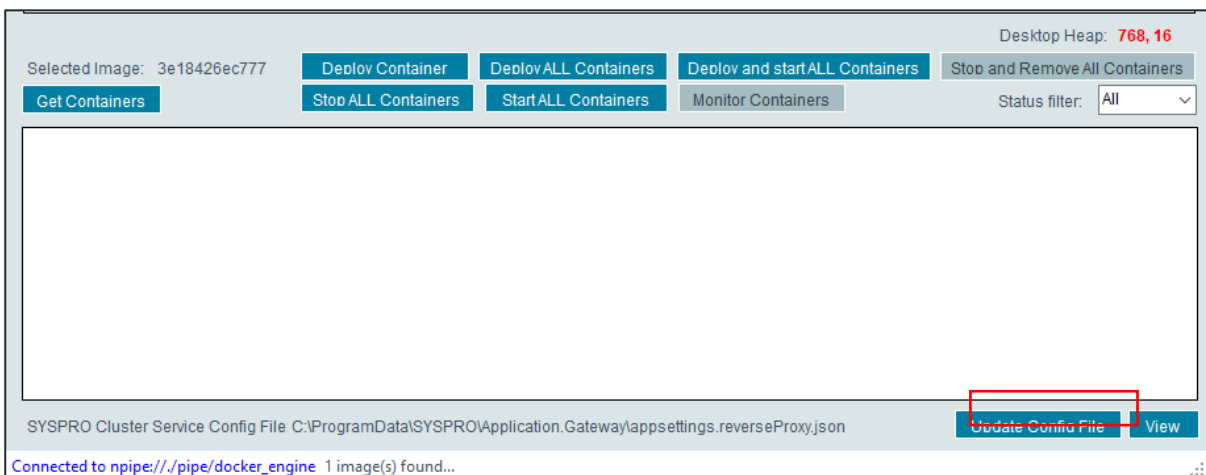 Desktop Heap: 768, 16
Selected Image: 3e18426ec777 Deploy Container Deploy ALL Containers Deploy and start ALL Containers Stop and Remove All Containers
Get Containers Stop ALL Containers Start ALL Containers Monitor Containers Status filter: All
SYSPRO Cluster Service Config File C:\ProgramData\SYSPRO\Application.Gateway\appsettings.reverseProxy.json Update Config File View
Connected to npipe://./pipe/docker_engine 1 image(s) found...